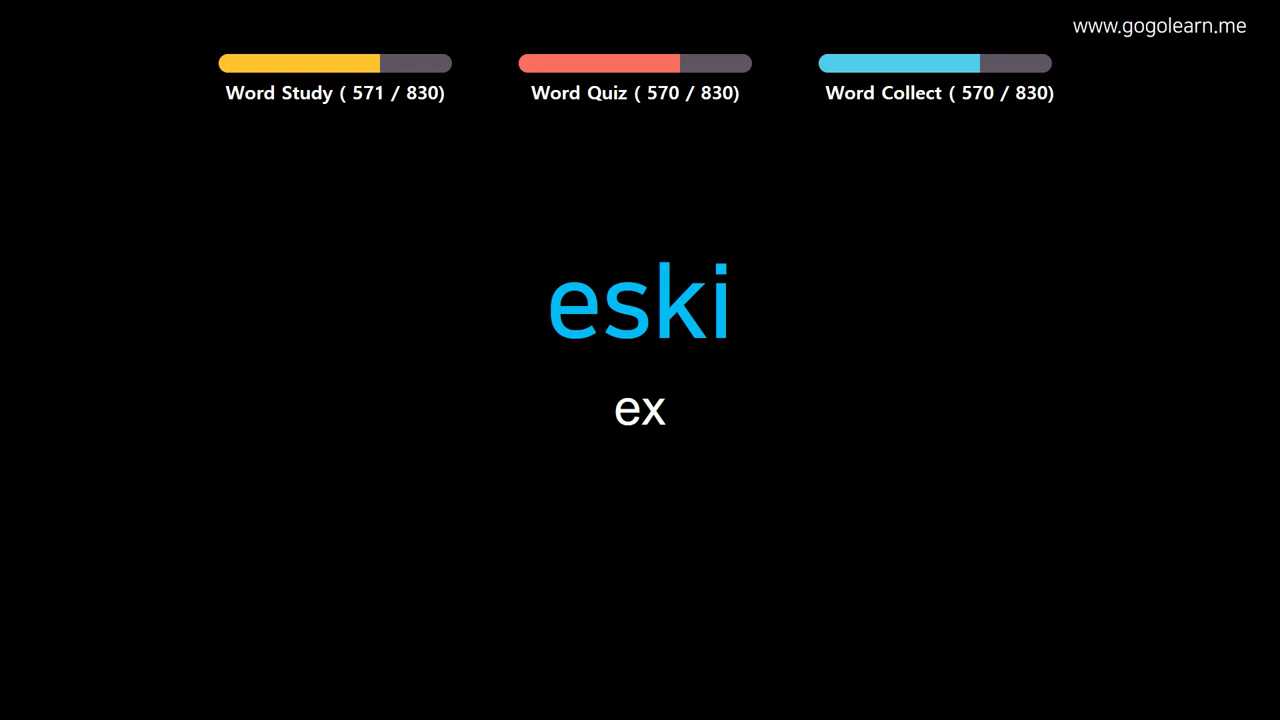 www.gogolearn.me
Word Study ( 571 / 830)
Word Quiz ( 570 / 830)
Word Collect ( 570 / 830)
eski
ex